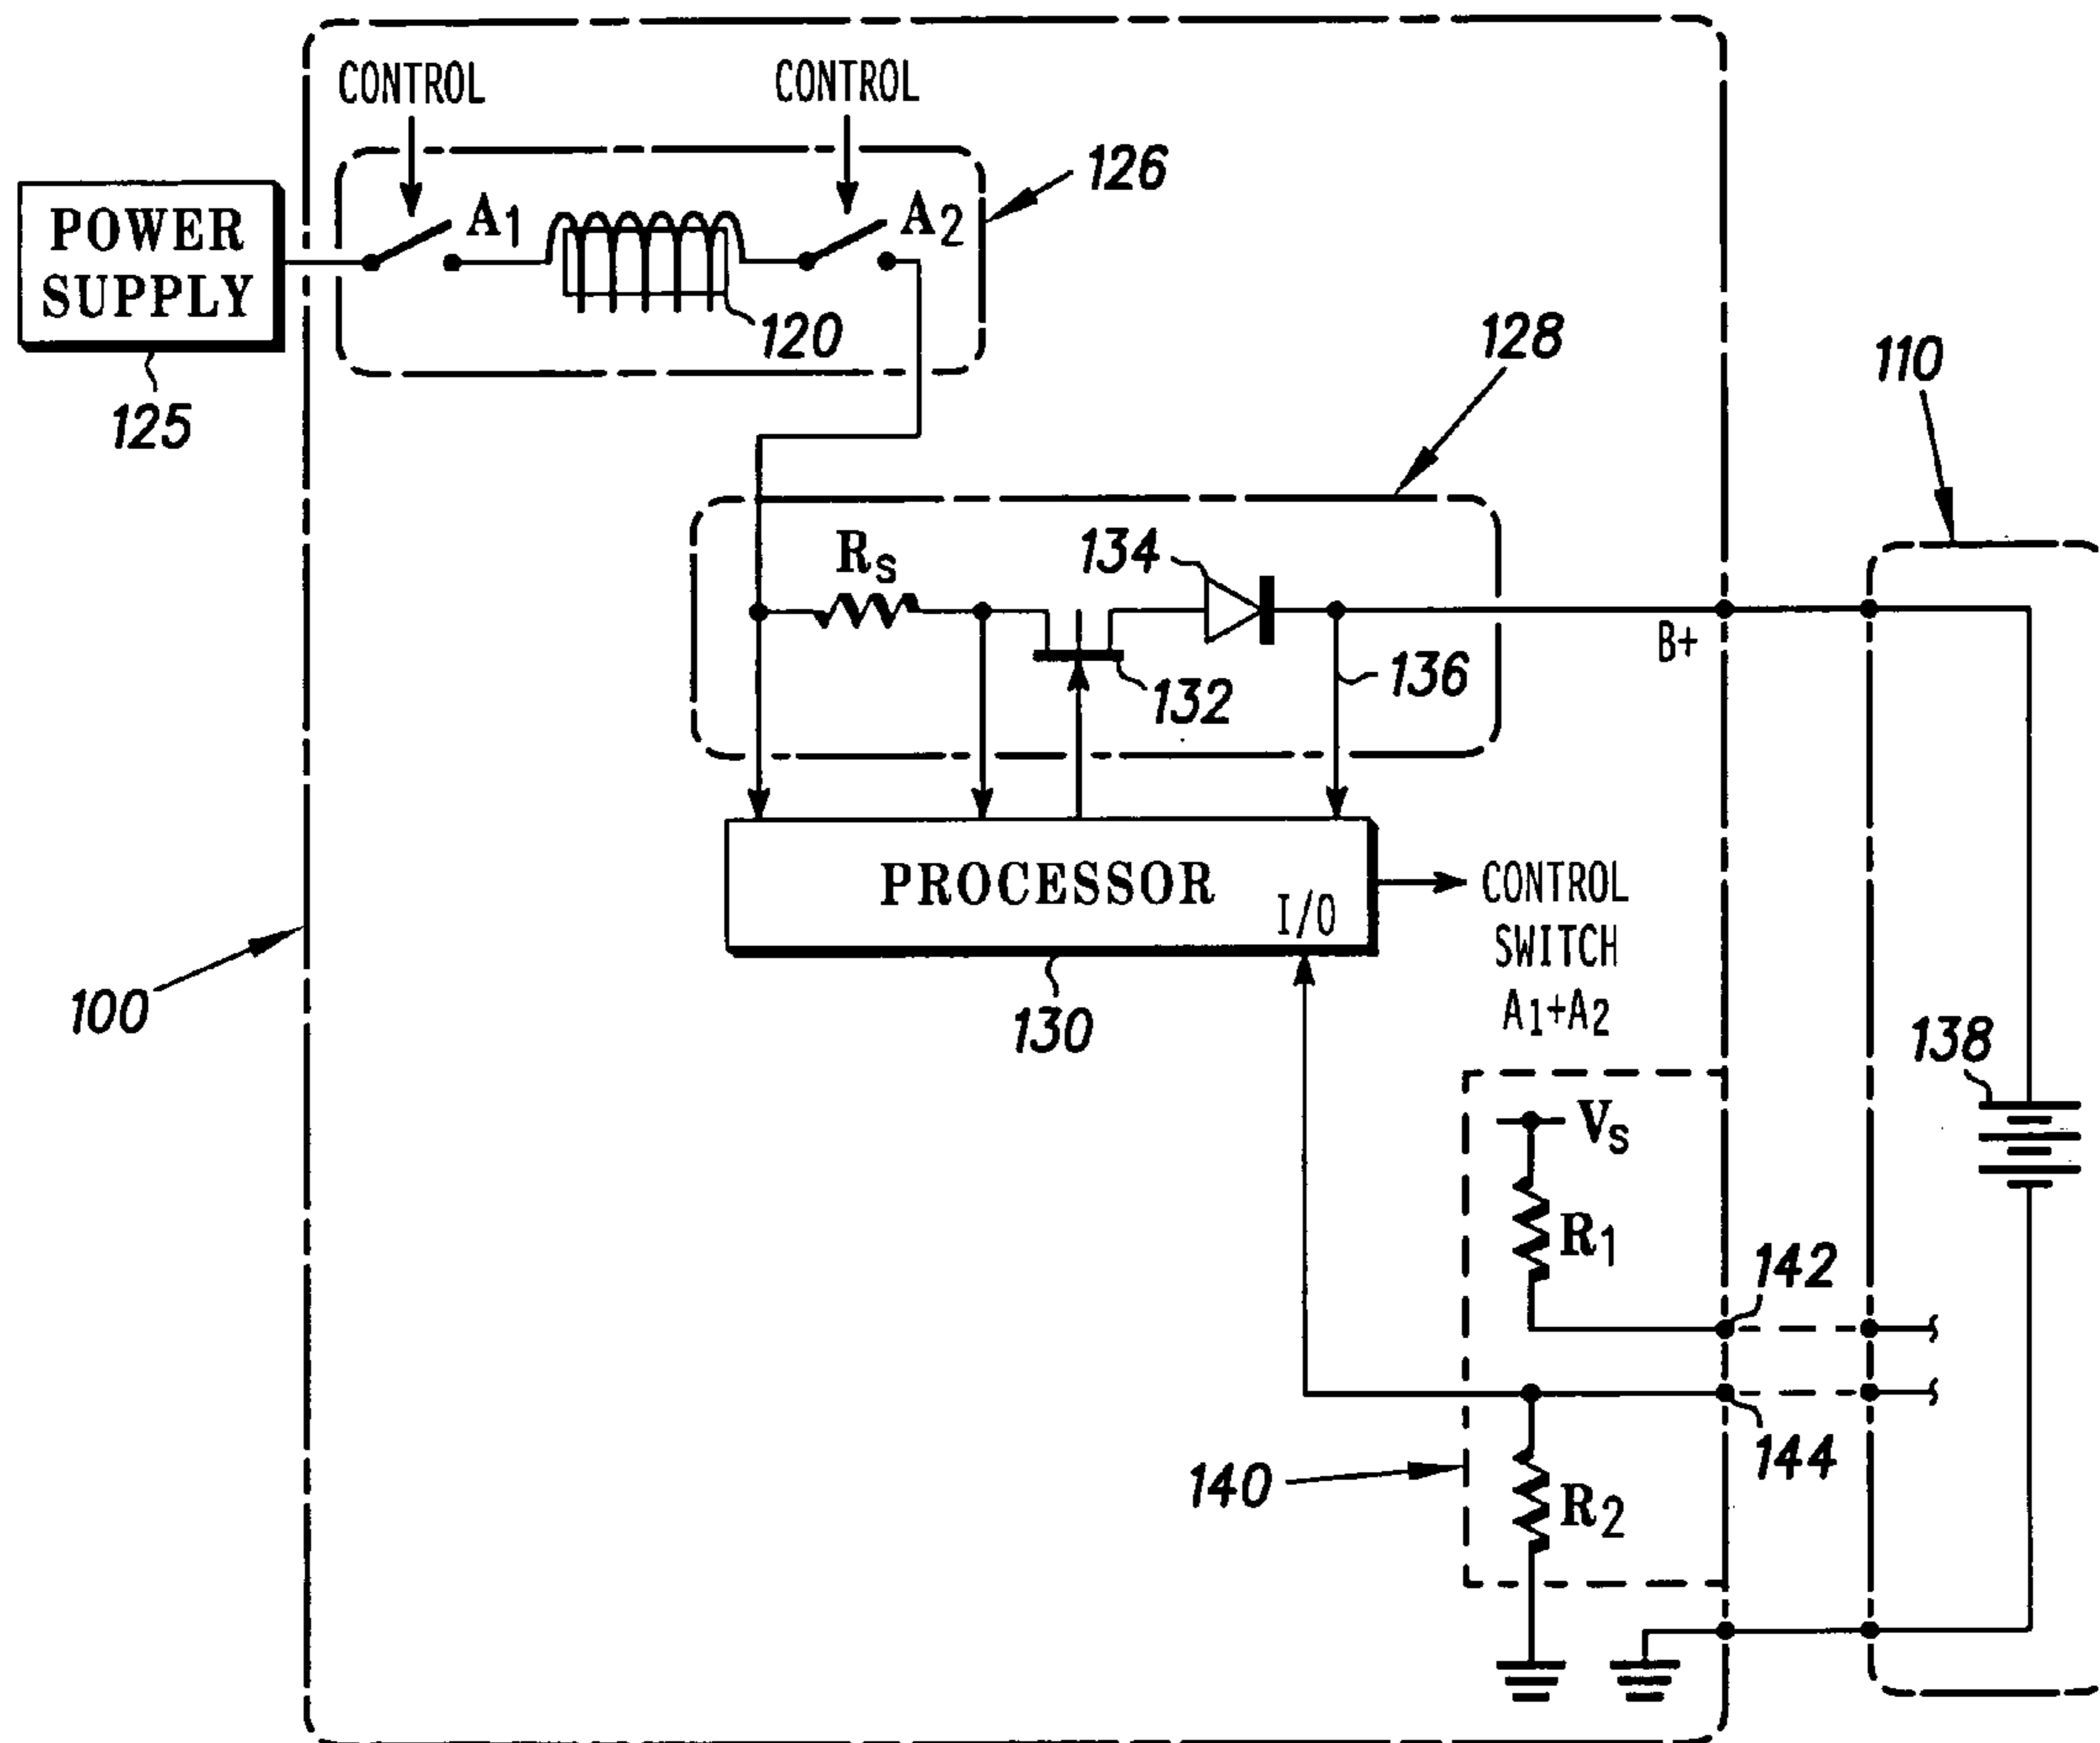 CONTROL
CONTROL
126
A1
A2
POWER
SUPPLY
120
128
110
125
Rs
134
B+
136
132
PROCESSOR
I/O
CONTROL
SWITCH
A1+A2
100
130
138
Vs
R1
142
144
140
R2